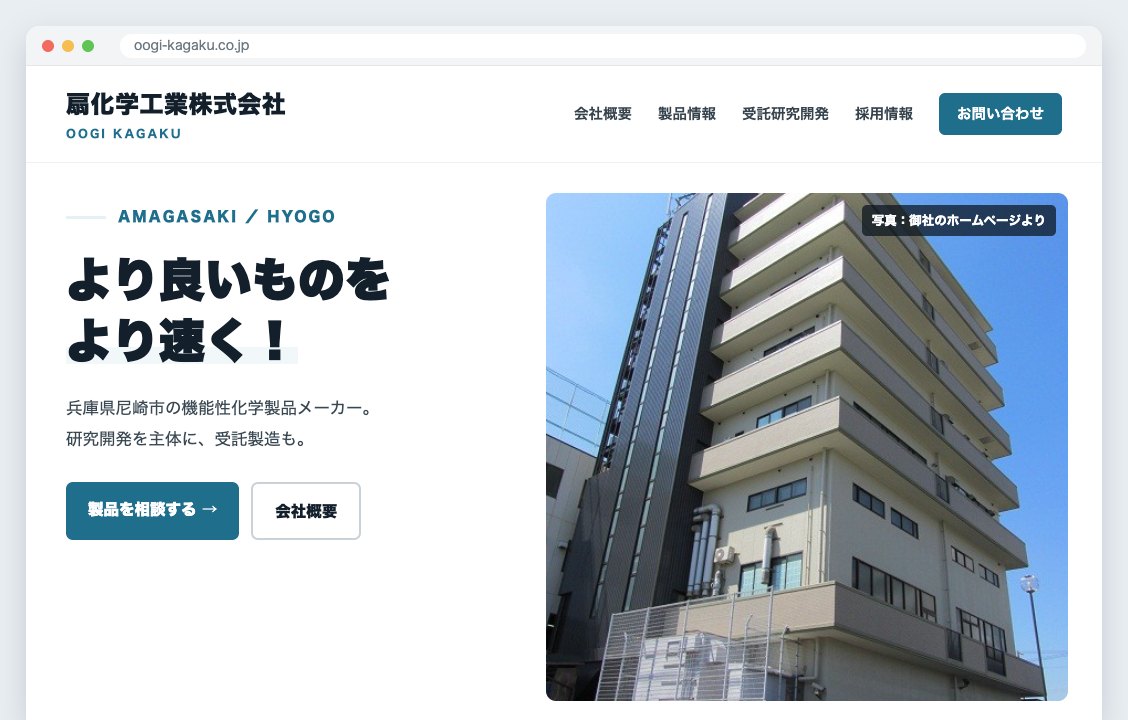 oogi-kagaku.co.jp
扇化学工業株式会社
OOGI KAGAKU
会社概要 製品情報 受託研究開発 採用情報 お問い合わせ
AMAGASAKI ／ HYOGO
より良いものを
より速く！
兵庫県尼崎市の機能性化学製品メーカー。
研究開発を主体に、受託製造も。
製品を相談する → 会社概要
写真：御社のホームページより